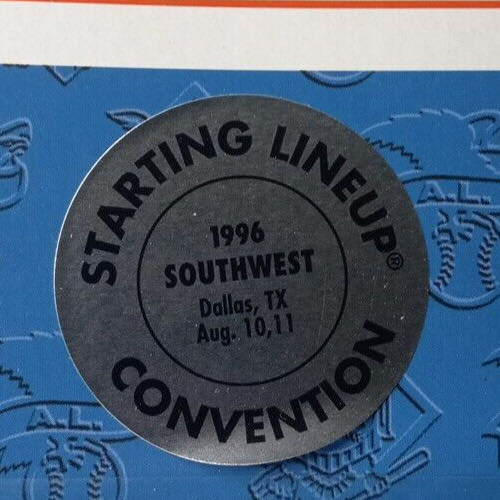 STARTING LINEUP®
1996
SOUTHWEST
Dallas, TX
Aug. 10,11
CONVENTION
A.L.
A.L.